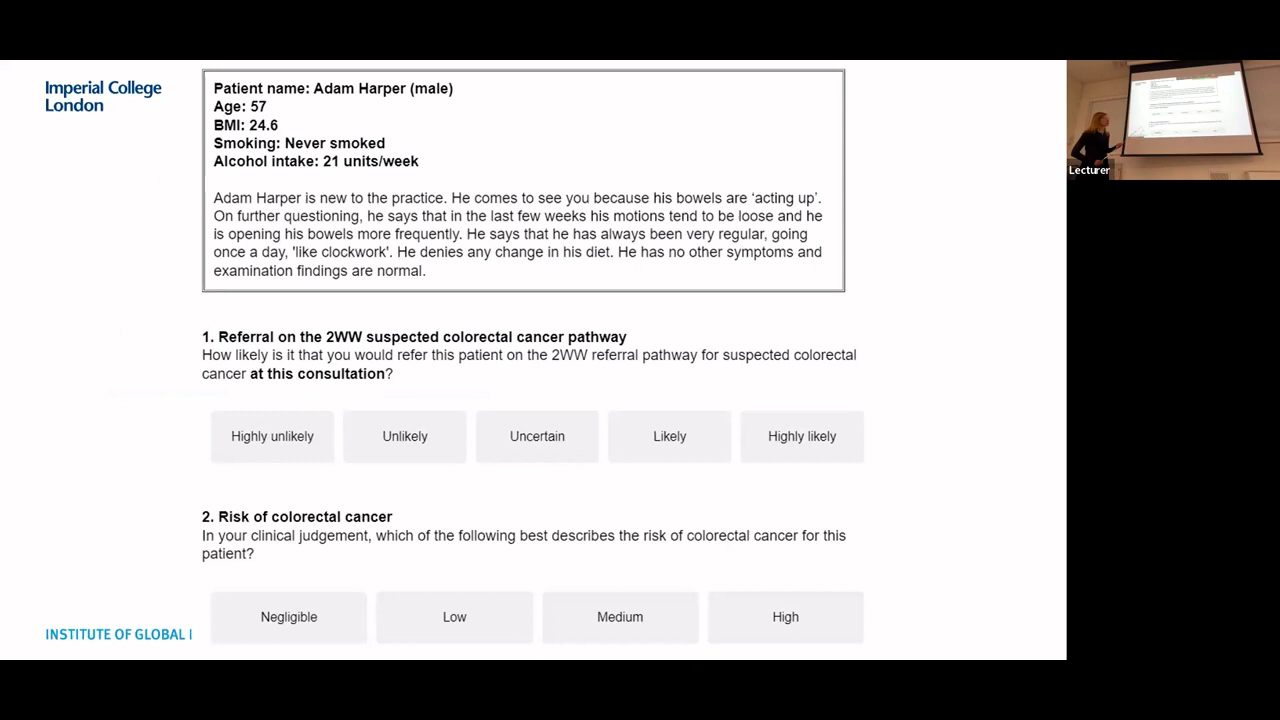 Imperial College
London
Patient name: Adam Harper (male)
Age: 57
BMI: 24.6
Smoking: Never smoked
Alcohol intake: 21 units/week
Adam Harper is new to the practice. He comes to see you because his bowels are ‘acting up’.
On further questioning, he says that in the last few weeks his motions tend to be loose and he
is opening his bowels more frequently. He says that he has always been very regular, going
once a day, 'like clockwork'. He denies any change in his diet. He has no other symptoms and
examination findings are normal.
1. Referral on the 2WW suspected colorectal cancer pathway
How likely is it that you would refer this patient on the 2WW referral pathway for suspected colorectal
cancer at this consultation?
Highly unlikely
Unlikely
Uncertain
Likely
Highly likely
2. Risk of colorectal cancer
In your clinical judgement, which of the following best describes the risk of colorectal cancer for this
patient?
Negligible
Low
Medium
High
INSTITUTE OF GLOBAL
Lecturer